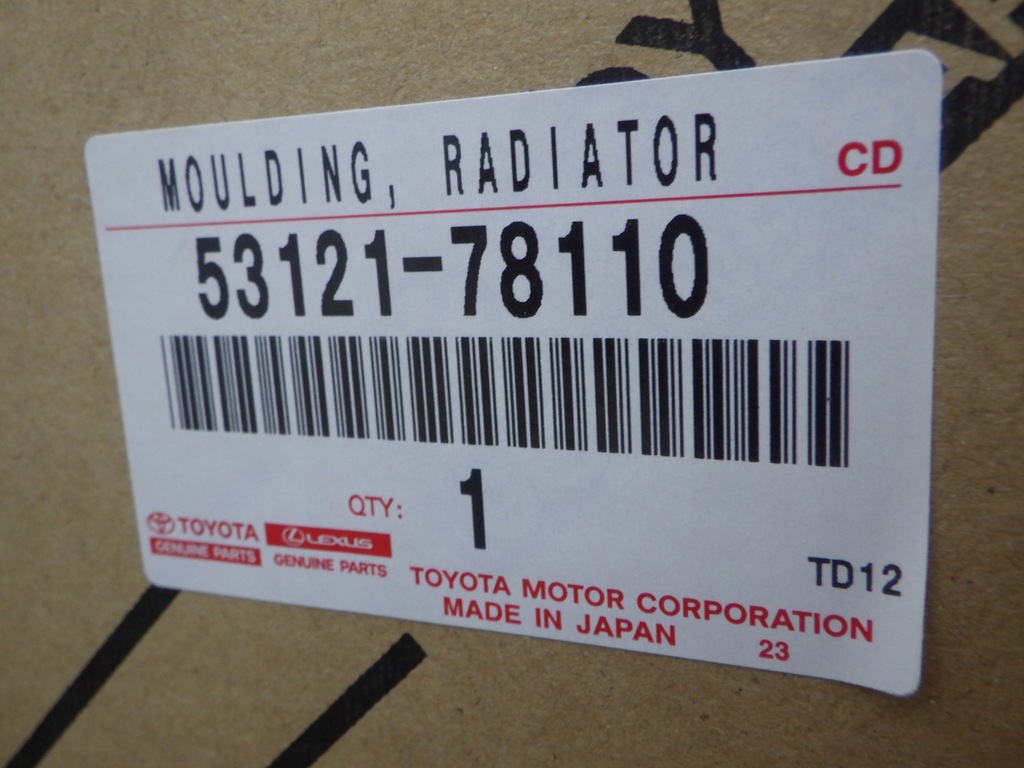 MOULDING, RADIATOR
CD
53121-78110
QTY: 1
TOYOTA
GENUINE PARTS
LEXUS
GENUINE PARTS
TD12
TOYOTA MOTOR CORPORATION
MADE IN JAPAN
23